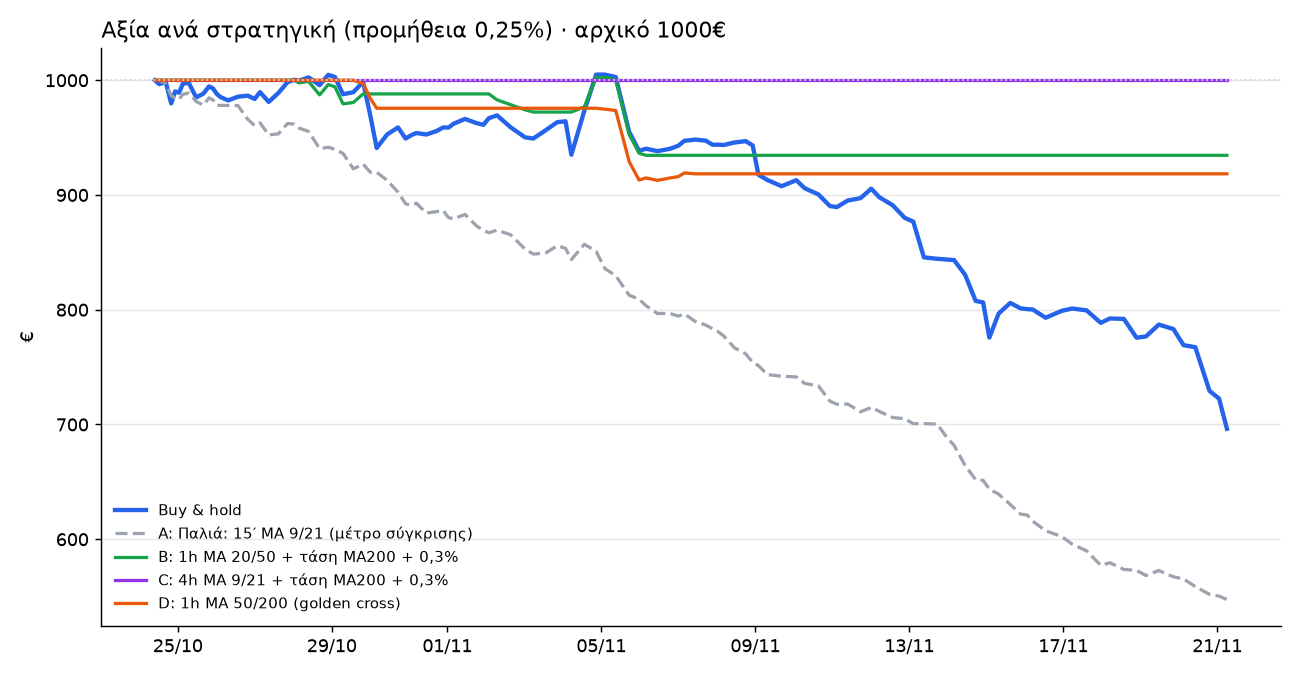 Αξία ανά στρατηγική (προμήθεια 0,25%) · αρχικό 1000€
1000
900
800
700
600
€
Buy & hold
A: Παλιά: 15΄ MA 9/21 (μέτρο σύγκρισης)
B: 1h MA 20/50 + τάση MA200 + 0,3%
C: 4h MA 9/21 + τάση MA200 + 0,3%
D: 1h MA 50/200 (golden cross)
25/10 29/10 01/11 05/11 09/11 13/11 17/11 21/11